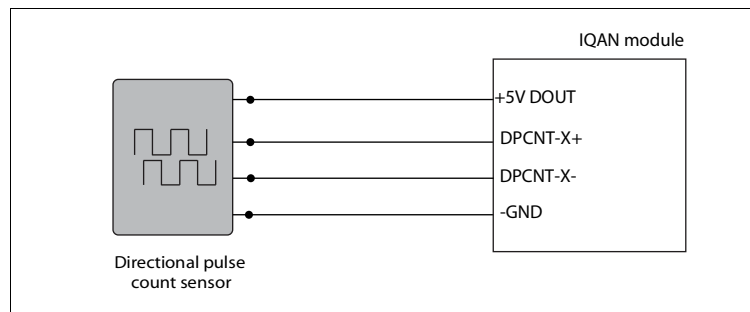 IQAN module
+5V DOUT
DPCNT-X+
DPCNT-X-
-GND
Directional pulse
count sensor